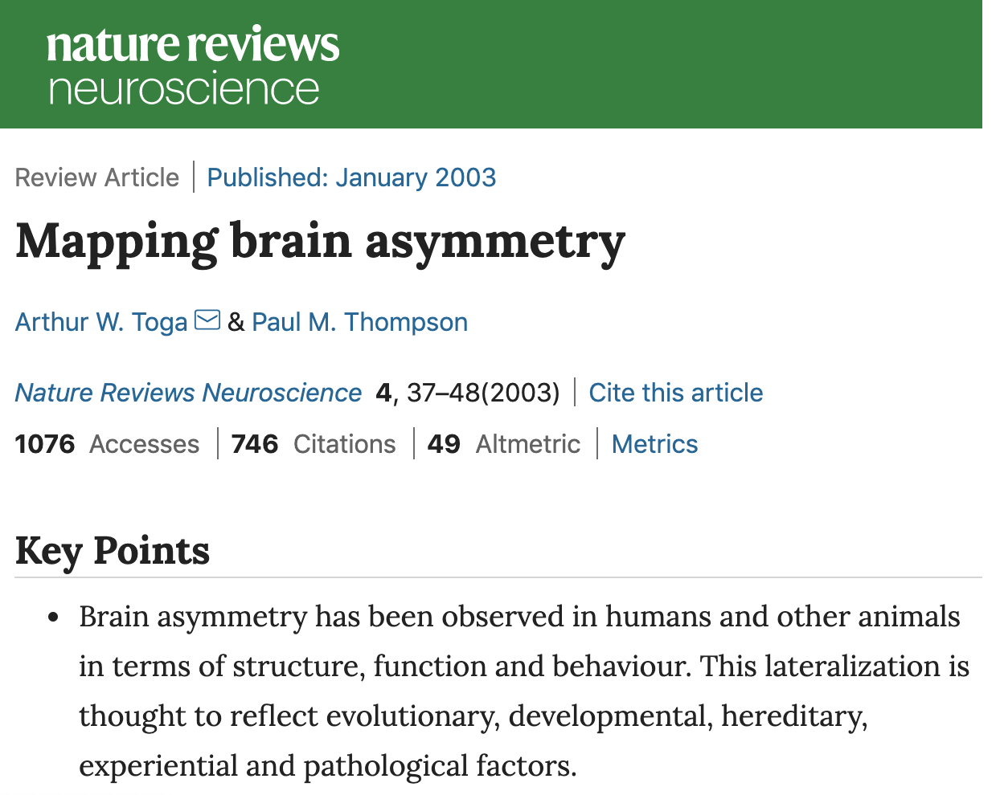 nature reviews
neuroscience
Review Article | Published: January 2003
Mapping brain asymmetry
Arthur W. Toga & Paul M. Thompson
Nature Reviews Neuroscience 4, 37–48(2003) | Cite this article
1076 Accesses | 746 Citations | 49 Altmetric | Metrics
Key Points
• Brain asymmetry has been observed in humans and other animals
in terms of structure, function and behaviour. This lateralization is
thought to reflect evolutionary, developmental, hereditary,
experiential and pathological factors.